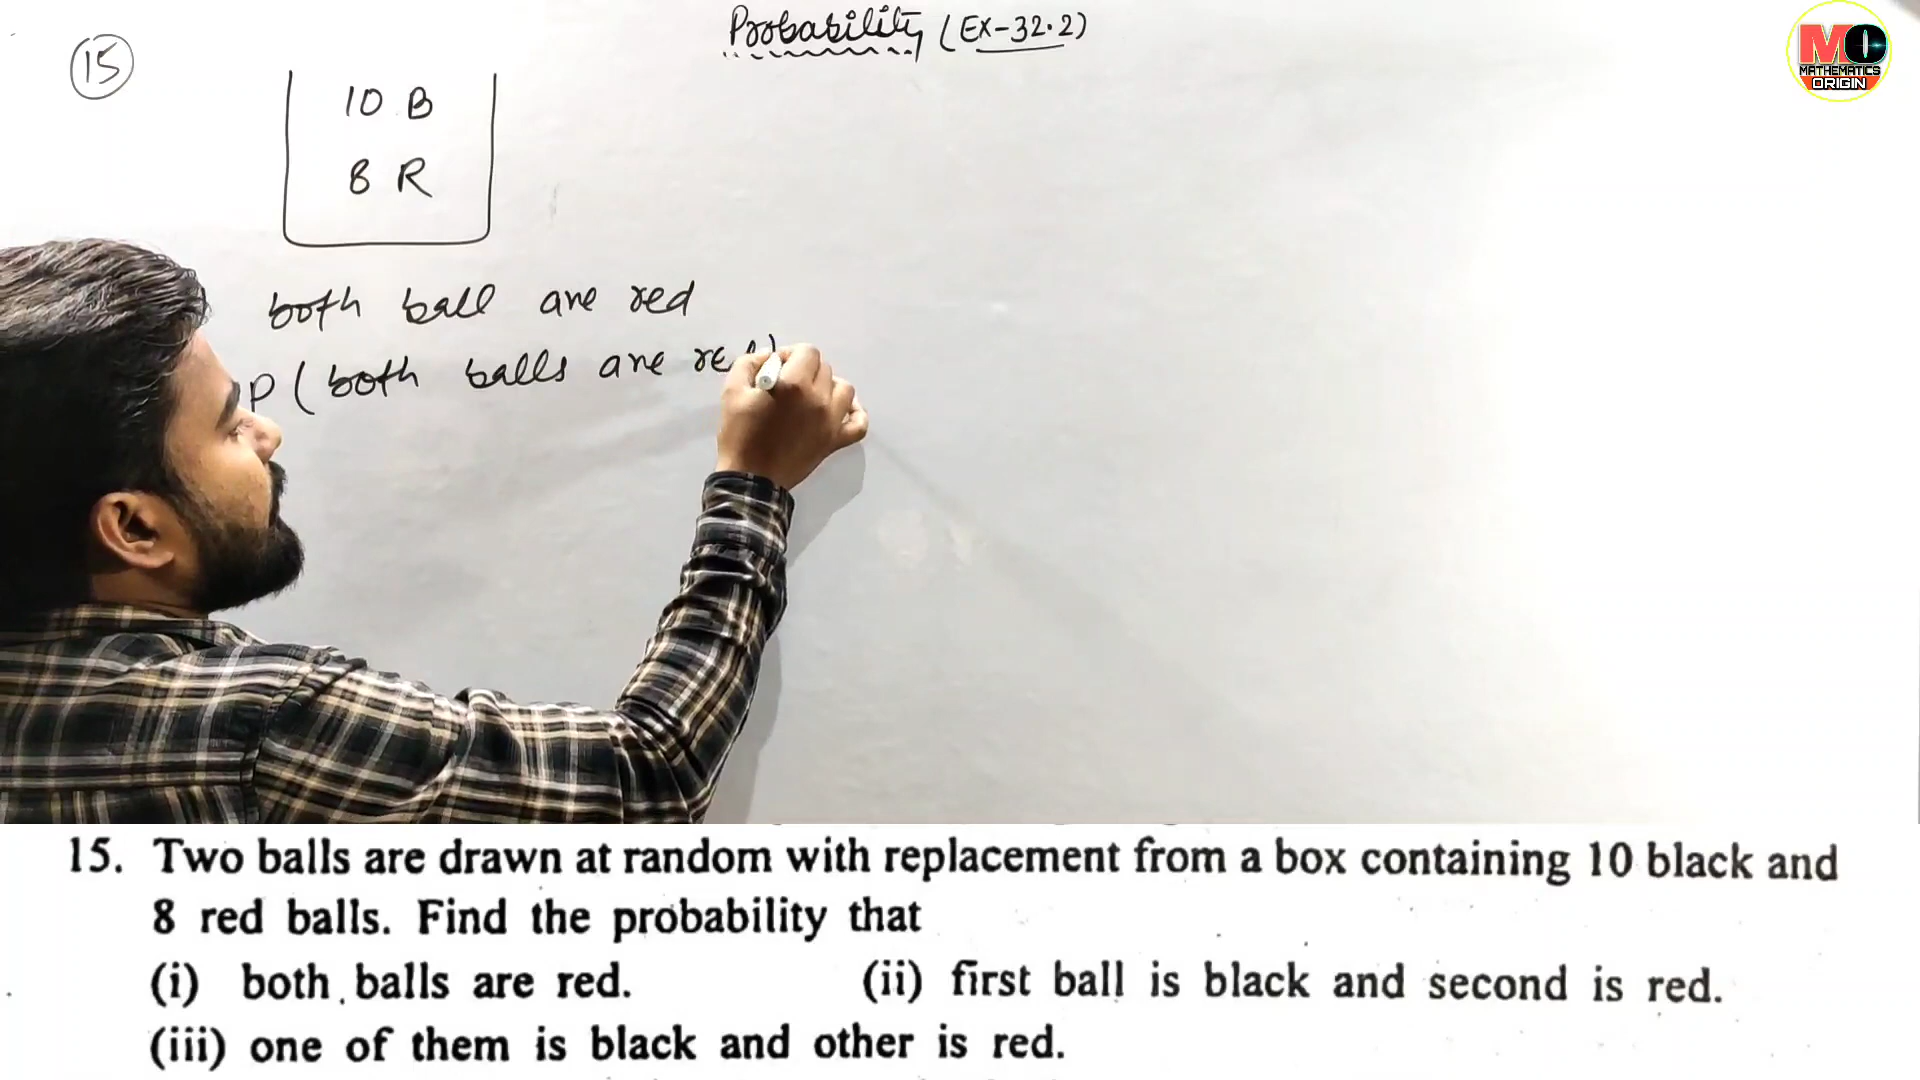 Probability (EX-32.2)
MO
MATHEMATICS
ORIGIN
15
10 B
8 R
both ball are red
P (both balls are red)
15. Two balls are drawn at random with replacement from a box containing 10 black and
8 red balls. Find the probability that
(i) both balls are red. (ii) first ball is black and second is red.
(iii) one of them is black and other is red.